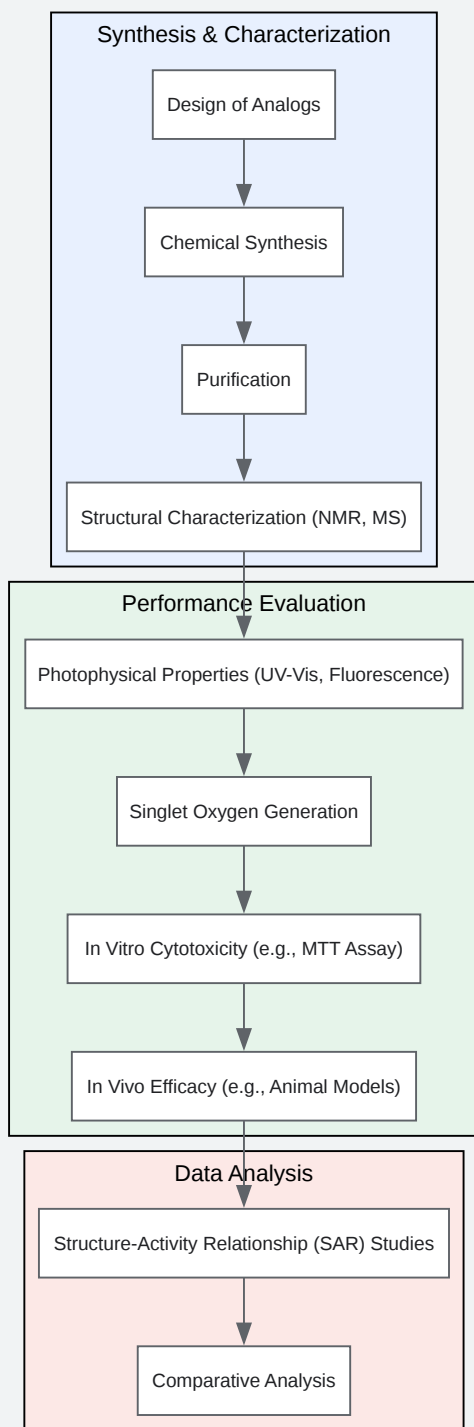 Synthesis & Characterization
Design of Analogs
Chemical Synthesis
Purification
Structural Characterization (NMR, MS)
Performance Evaluation
Photophysical Properties (UV-Vis, Fluorescence)
Singlet Oxygen Generation
In Vitro Cytotoxicity (e.g., MTT Assay)
In Vivo Efficacy (e.g., Animal Models)
Data Analysis
Structure-Activity Relationship (SAR) Studies
Comparative Analysis